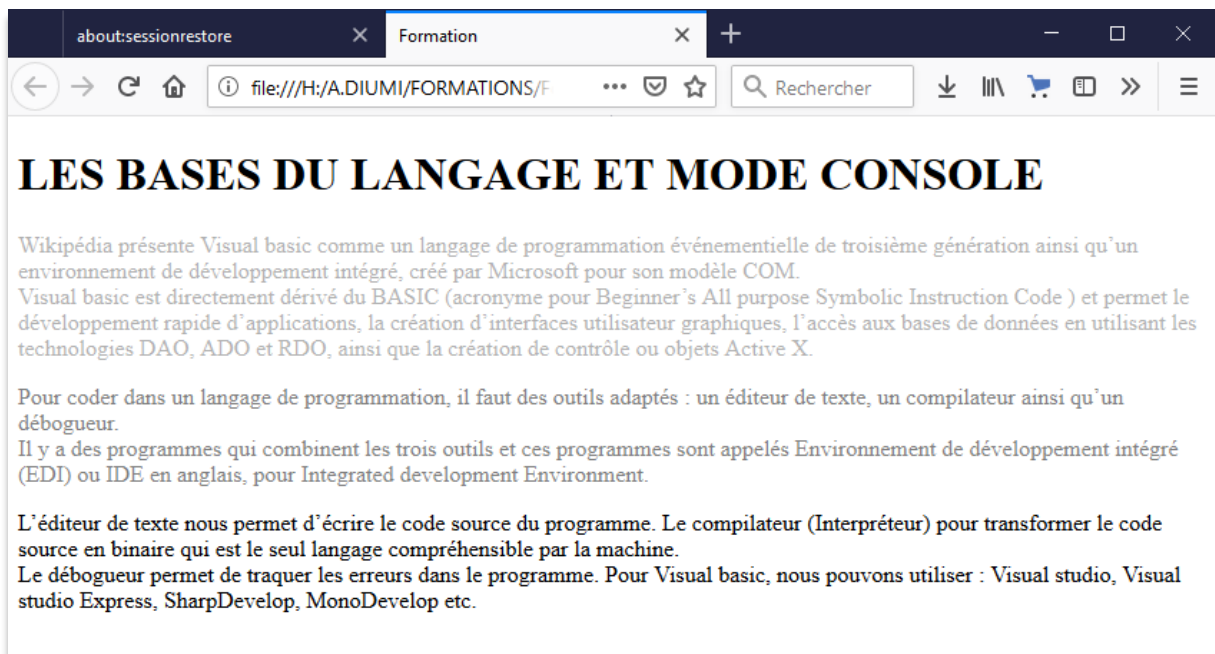 about:sessionrestore
Formation
file:///H:/A.DIUMI/FORMATIONS/F
Rechercher
LES BASES DU LANGAGE ET MODE CONSOLE
Wikipédia présente Visual basic comme un langage de programmation événementielle de troisième génération ainsi qu’un
environnement de développement intégré, créé par Microsoft pour son modèle COM.
Visual basic est directement dérivé du BASIC (acronyme pour Beginner’s All purpose Symbolic Instruction Code ) et permet le
développement rapide d’applications, la création d’interfaces utilisateur graphiques, l’accès aux bases de données en utilisant les
technologies DAO, ADO et RDO, ainsi que la création de contrôle ou objets Active X.
Pour coder dans un langage de programmation, il faut des outils adaptés : un éditeur de texte, un compilateur ainsi qu’un
débogueur.
Il y a des programmes qui combinent les trois outils et ces programmes sont appelés Environnement de développement intégré
(EDI) ou IDE en anglais, pour Integrated development Environment.
L’éditeur de texte nous permet d’écrire le code source du programme. Le compilateur (Interpréteur) pour transformer le code
source en binaire qui est le seul langage compréhensible par la machine.
Le débogueur permet de traquer les erreurs dans le programme. Pour Visual basic, nous pouvons utiliser : Visual studio, Visual
studio Express, SharpDevelop, MonoDevelop etc.